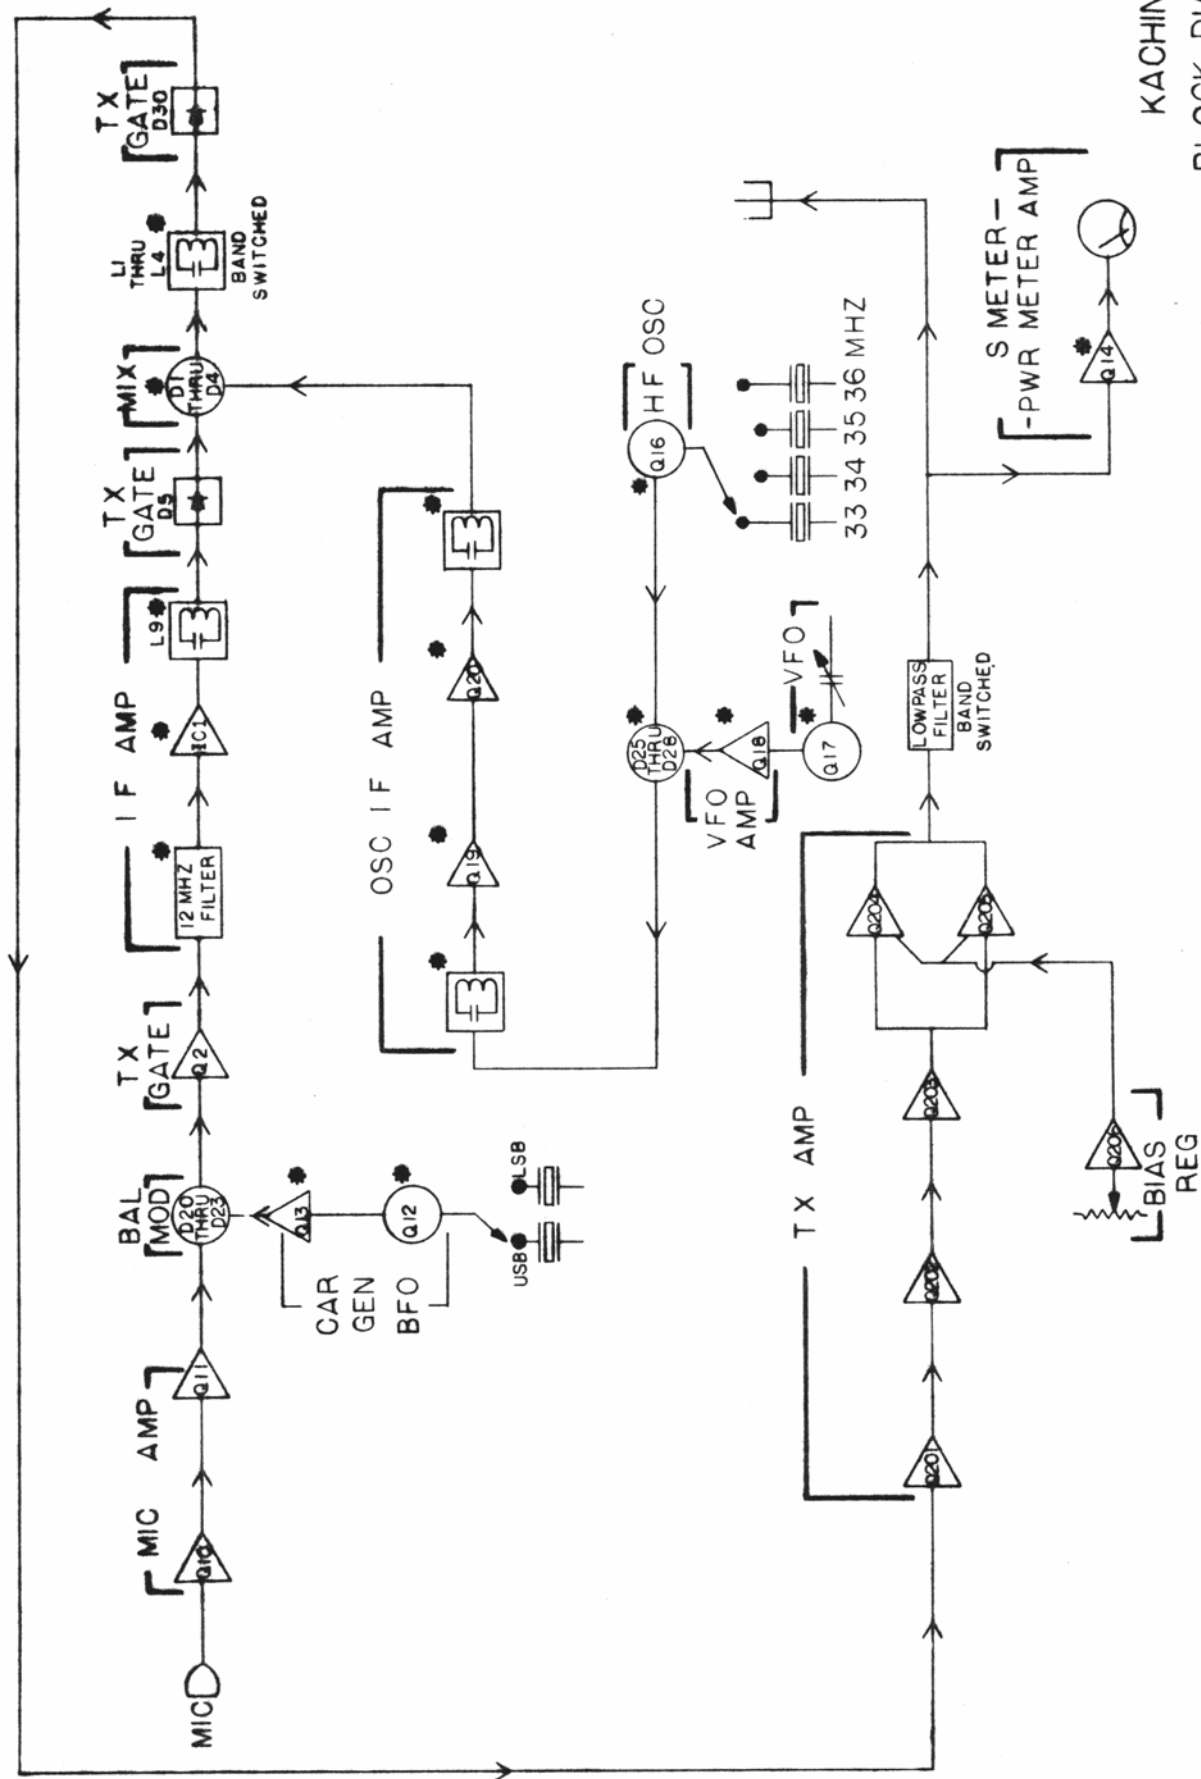 MIC
MIC AMP
Q10
Q11
BAL
MOD
D20
THRU
D23
TX
GATE
Q2
IF AMP
12 MHZ
FILTER
IC1
L9
TX
GATE
D5
MIX
D1
THRU
D4
L1
THRU
L4
BAND
SWITCHED
TX
GATE
D30
Q13
Q12
CAR
GEN
BFO
USB
LSB
OSC IF AMP
Q19
Q20
HF OSC
Q16
33 34 35 36 MHZ
D25
THRU
D28
VFO
AMP
Q18
VFO
Q17
TX AMP
Q201
Q202
Q203
Q204
Q205
BIAS
REG
LOWPASS
FILTER
BAND
SWITCHED
S METER-
-PWR METER AMP
Q14
KACHIN